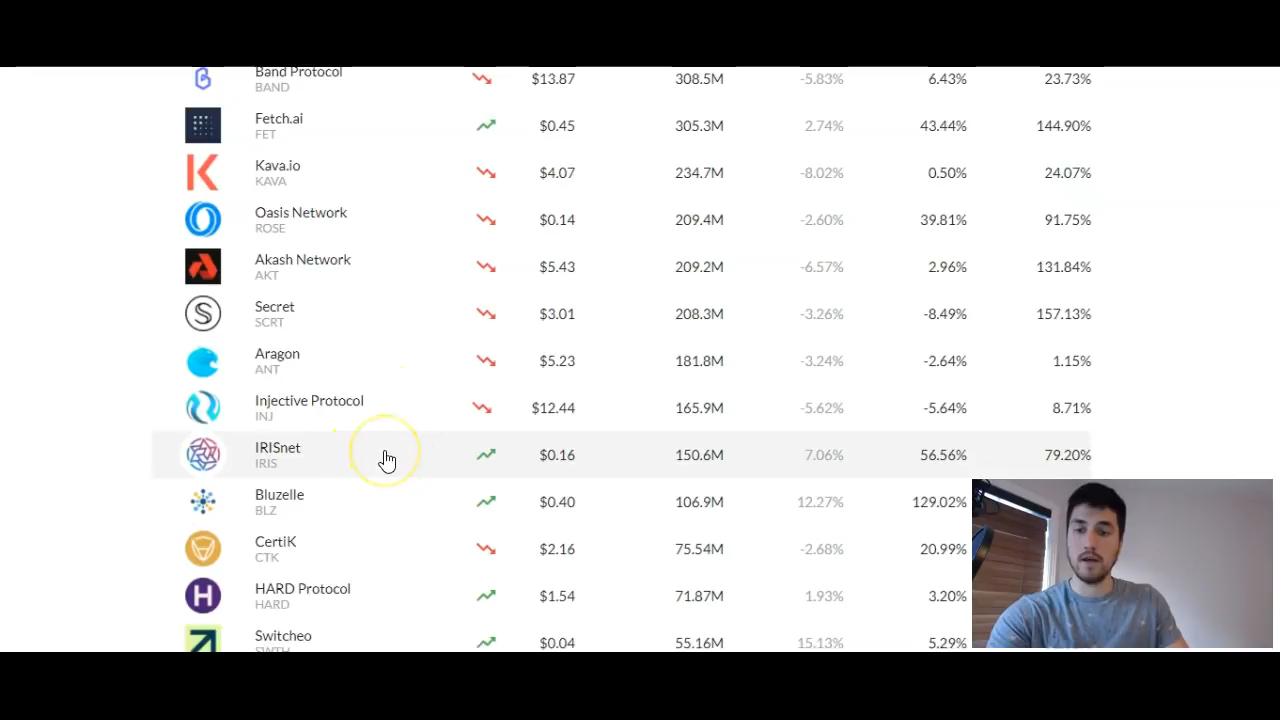 Band Protocol $13.87 308.5M -5.83% 6.43% 23.73%
BAND
Fetch.ai $0.45 305.3M 2.74% 43.44% 144.90%
FET
Kava.io $4.07 234.7M -8.02% 0.50% 24.07%
KAVA
Oasis Network $0.14 209.4M -2.60% 39.81% 91.75%
ROSE
Akash Network $5.43 209.2M -6.57% 2.96% 131.84%
AKT
Secret $3.01 208.3M -3.26% -8.49% 157.13%
SCRT
Aragon $5.23 181.8M -3.24% -2.64% 1.15%
ANT
Injective Protocol $12.44 165.9M -5.62% -5.64% 8.71%
INJ
IRISnet $0.16 150.6M 7.06% 56.56% 79.20%
IRIS
Bluzelle $0.40 106.9M 12.27% 129.02%
BLZ
CertiK $2.16 75.54M -2.68% 20.99%
CTK
HARD Protocol $1.54 71.87M 1.93% 3.20%
HARD
Switcheo $0.04 55.16M 15.13% 5.29%
SWTH